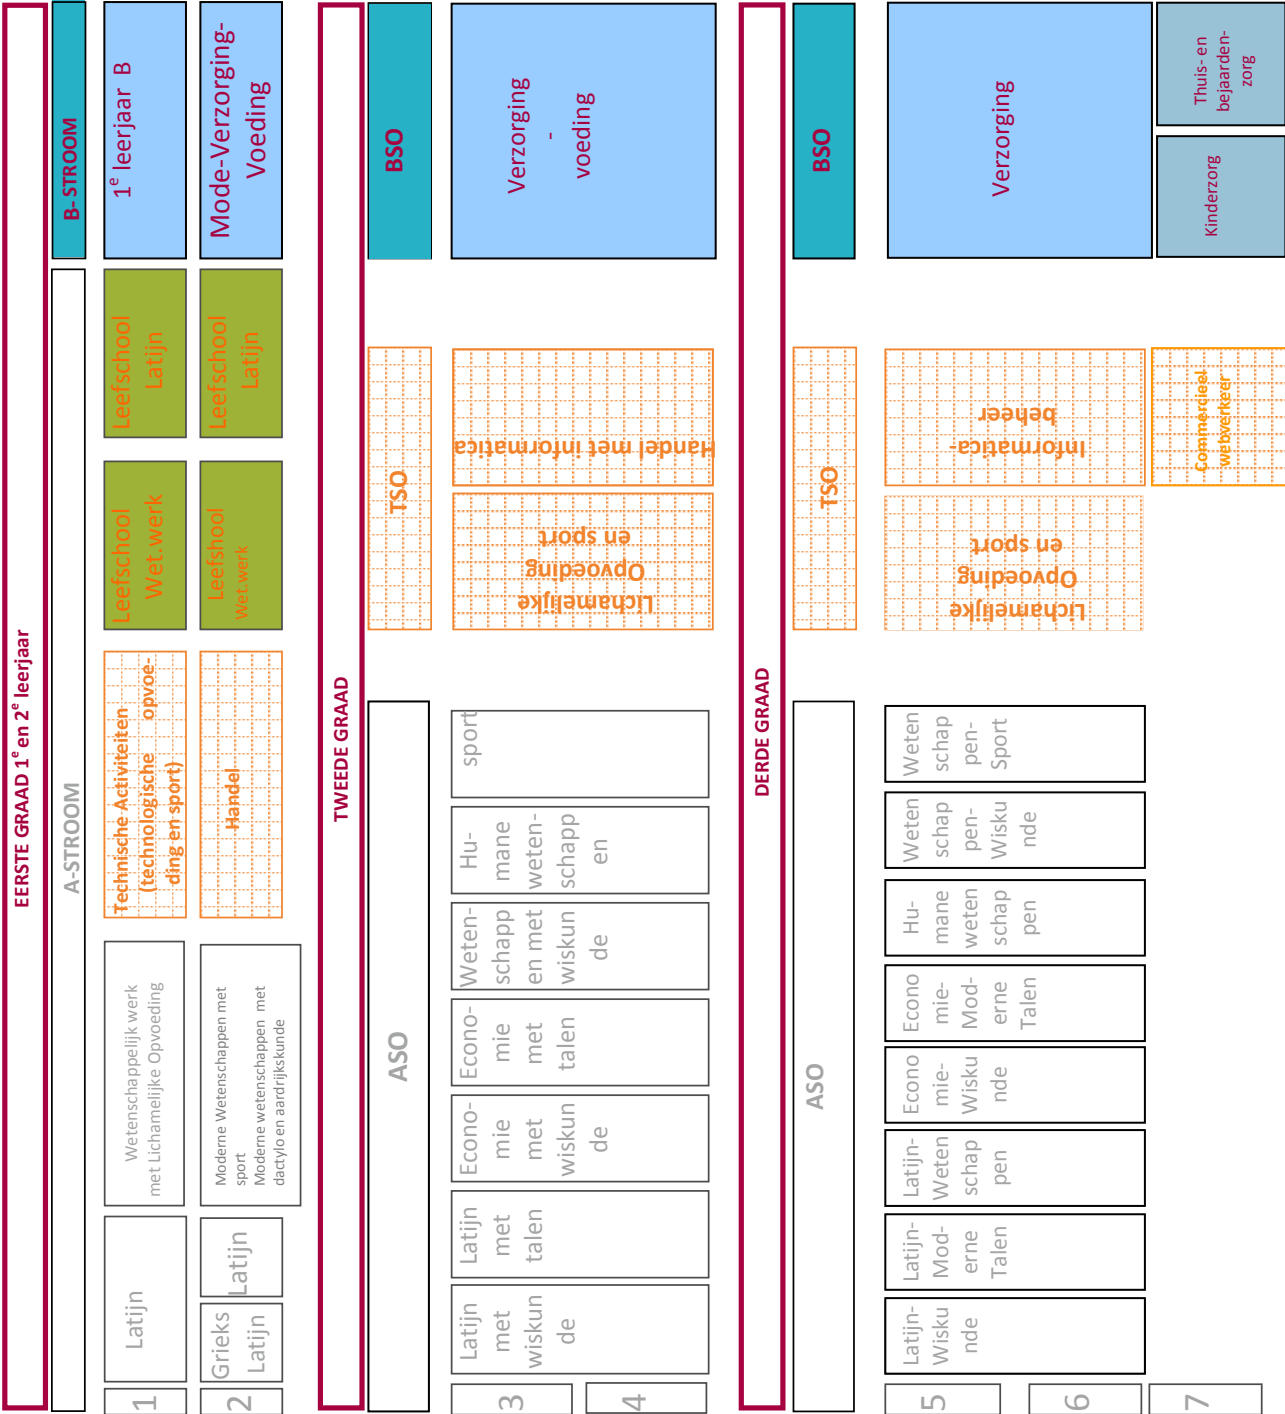 EERSTE GRAAD 1e en 2e leerjaar
A-STROOM
B- STROOM
1
Latijn
Wetenschappelijk werk
met Lichamelijke Opvoeding
Technische Activiteiten
(technologische opvoe-
ding en sport)
Leefschool
Wet.werk
Leefschool
Latijn
1e leerjaar B
2
Grieks
Latijn
Latijn
Moderne Wetenschappen met
sport
Moderne wetenschappen met
dactylo en aardrijkskunde
Handel
Leefshool
Wet.werk
Leefschool
Latijn
Mode-Verzorging-
Voeding
TWEEDE GRAAD
ASO
TSO
BSO
3
4
Latijn
met
wiskun
de
Latijn
met
talen
Econo-
mie
met
wiskun
de
Econo-
mie
met
talen
Weten-
schapp
en met
wiskun
de
Hu-
mane
weten-
schapp
en
sport
Lichamelijke
Opvoeding
en sport
Handel met informatica
Verzorging
-
voeding
DERDE GRAAD
ASO
TSO
BSO
5
6
7
Latijn-
Wisku
nde
Latijn-
Mod-
erne
Talen
Latijn-
Weten
schap
pen
Econo
mie-
Wisku
nde
Econo
mie-
Mod-
erne
Talen
Hu-
mane
weten
schap
pen
Weten
schap
pen-
Wisku
nde
Weten
schap
pen-
Sport
Lichamelijke
Opvoeding
en sport
Informatica-
beheer
Verzorging
Commercieel
webverkeer
Kinderzorg
Thuis- en
bejaarden-
zorg